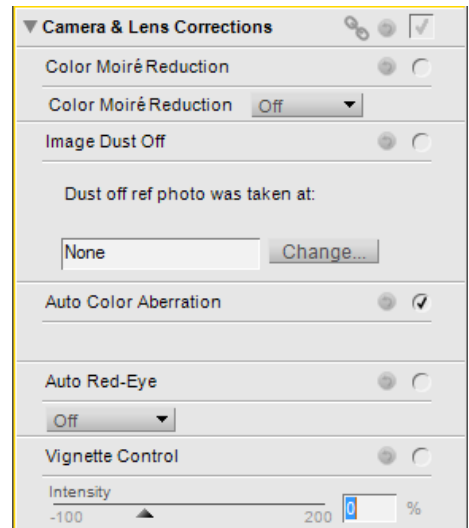 Camera & Lens Corrections
Color Moiré Reduction
Color Moiré Reduction Off
Image Dust Off
Dust off ref photo was taken at:
None Change...
Auto Color Aberration
Auto Red-Eye
Off
Vignette Control
Intensity
-100 200 0 %